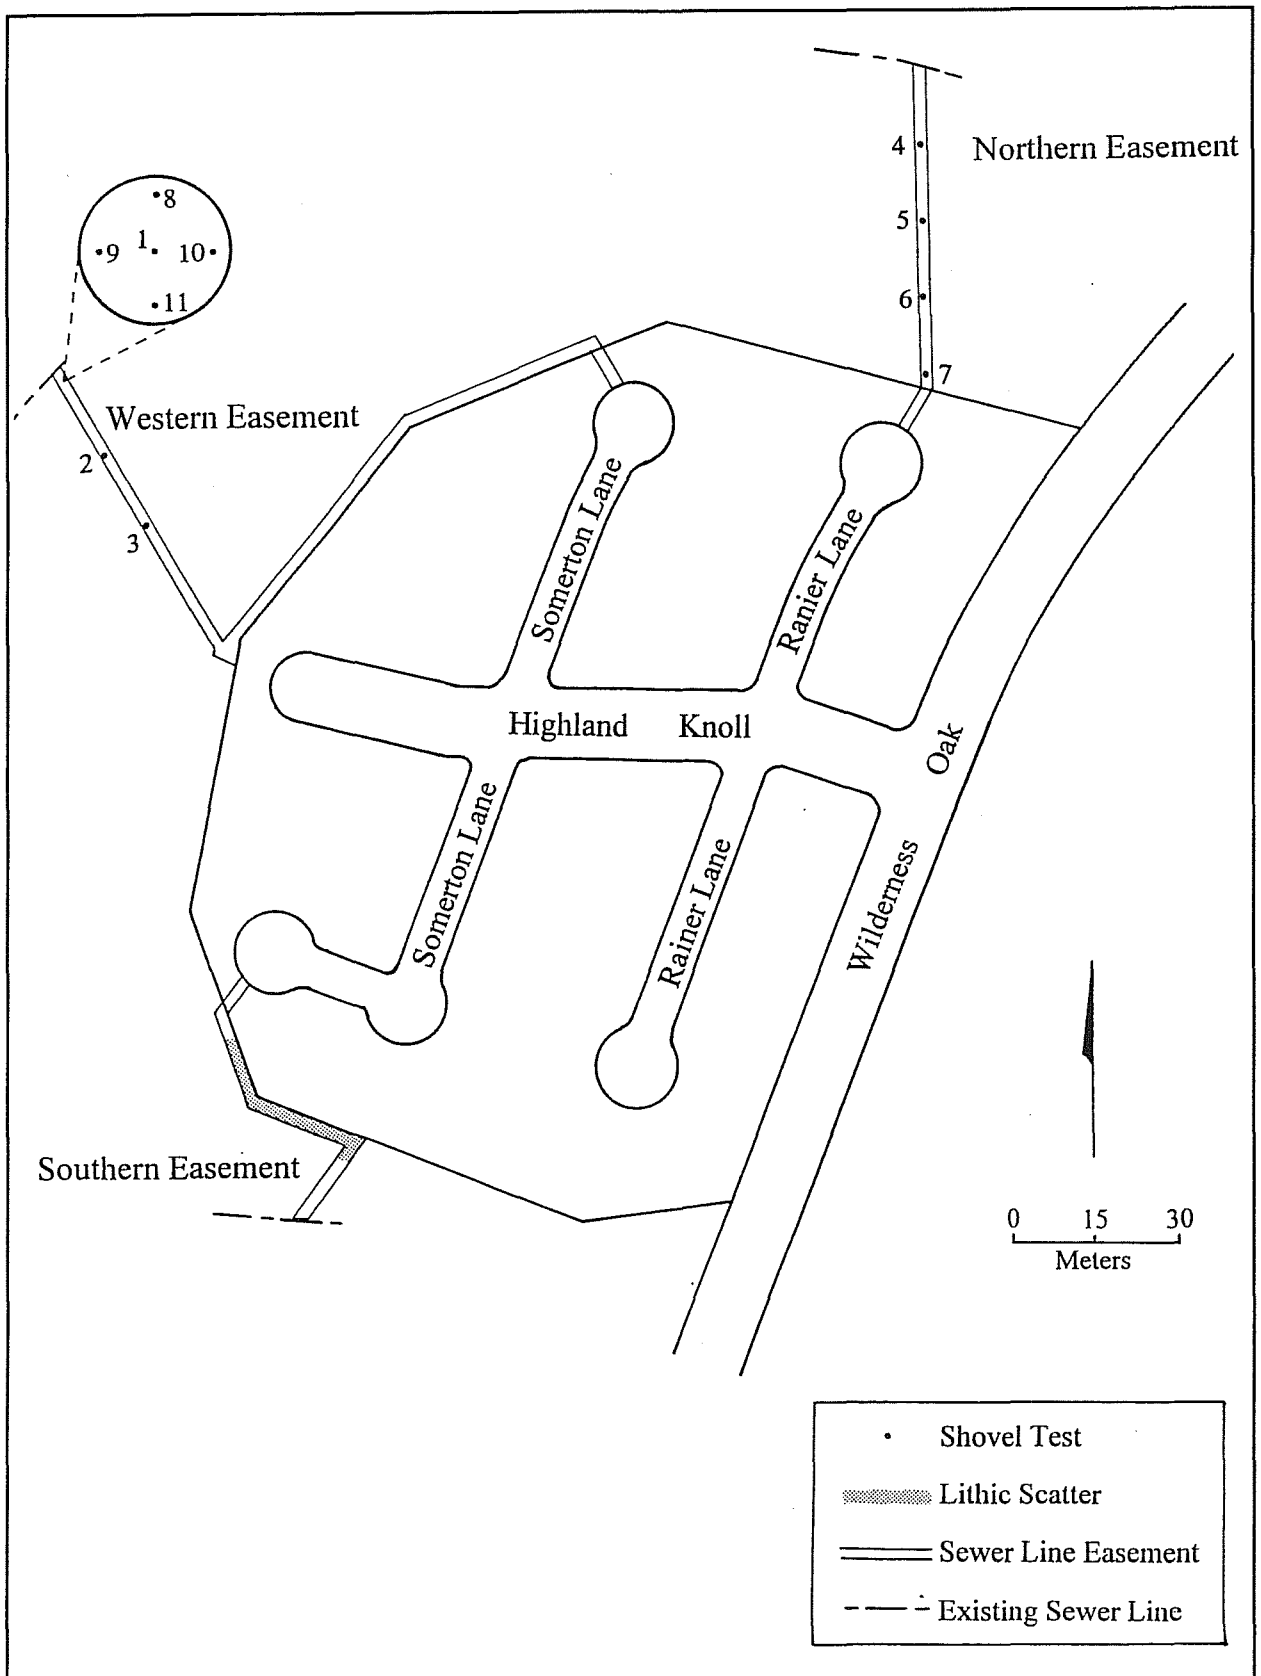 Northern Easement
4
5
6
7
8
9
1
10
11
Western Easement
2
3
Somerton Lane
Ranier Lane
Highland Knoll
Oak
Wilderness
Somerton Lane
Rainer Lane
Southern Easement
0 15 30
Meters
Shovel Test
Lithic Scatter
Sewer Line Easement
Existing Sewer Line